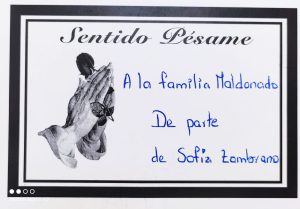 Sentido Pésame
A la familia Maldonado
De parte
de Sofia Zambrano